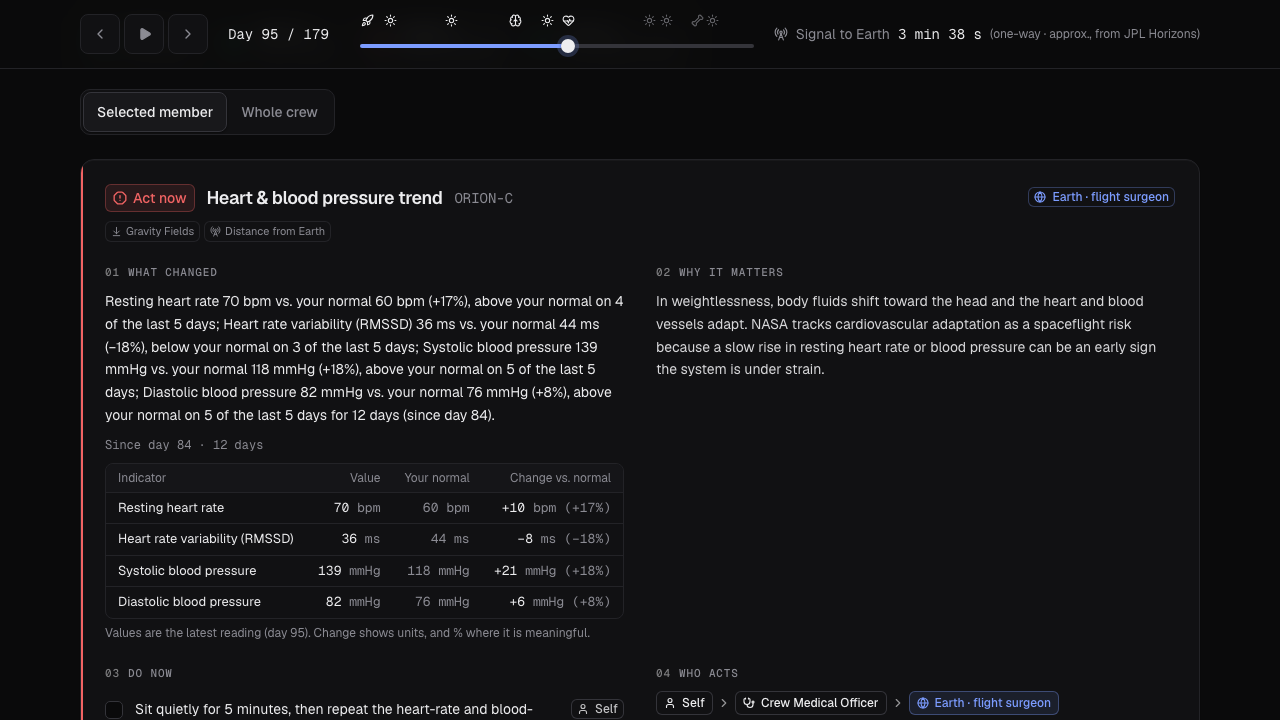 Day 95 / 179
Signal to Earth 3 min 38 s (one-way · approx., from JPL Horizons)
Selected member
Whole crew
Act now
Heart & blood pressure trend ORION-C
Earth · flight surgeon
Gravity Fields
Distance from Earth
01 WHAT CHANGED
Resting heart rate 70 bpm vs. your normal 60 bpm (+17%), above your normal on 4
of the last 5 days; Heart rate variability (RMSSD) 36 ms vs. your normal 44 ms
(−18%), below your normal on 3 of the last 5 days; Systolic blood pressure 139
mmHg vs. your normal 118 mmHg (+18%), above your normal on 5 of the last 5
days; Diastolic blood pressure 82 mmHg vs. your normal 76 mmHg (+8%), above
your normal on 5 of the last 5 days for 12 days (since day 84).
Since day 84 · 12 days
Indicator Value Your normal Change vs. normal
Resting heart rate 70 bpm 60 bpm +10 bpm (+17%)
Heart rate variability (RMSSD) 36 ms 44 ms −8 ms (−18%)
Systolic blood pressure 139 mmHg 118 mmHg +21 mmHg (+18%)
Diastolic blood pressure 82 mmHg 76 mmHg +6 mmHg (+8%)
Values are the latest reading (day 95). Change shows units, and % where it is meaningful.
02 WHY IT MATTERS
In weightlessness, body fluids shift toward the head and the heart and blood
vessels adapt. NASA tracks cardiovascular adaptation as a spaceflight risk
because a slow rise in resting heart rate or blood pressure can be an early sign
the system is under strain.
03 DO NOW
Sit quietly for 5 minutes, then repeat the heart-rate and blood-
Self
04 WHO ACTS
Self
Crew Medical Officer
Earth · flight surgeon